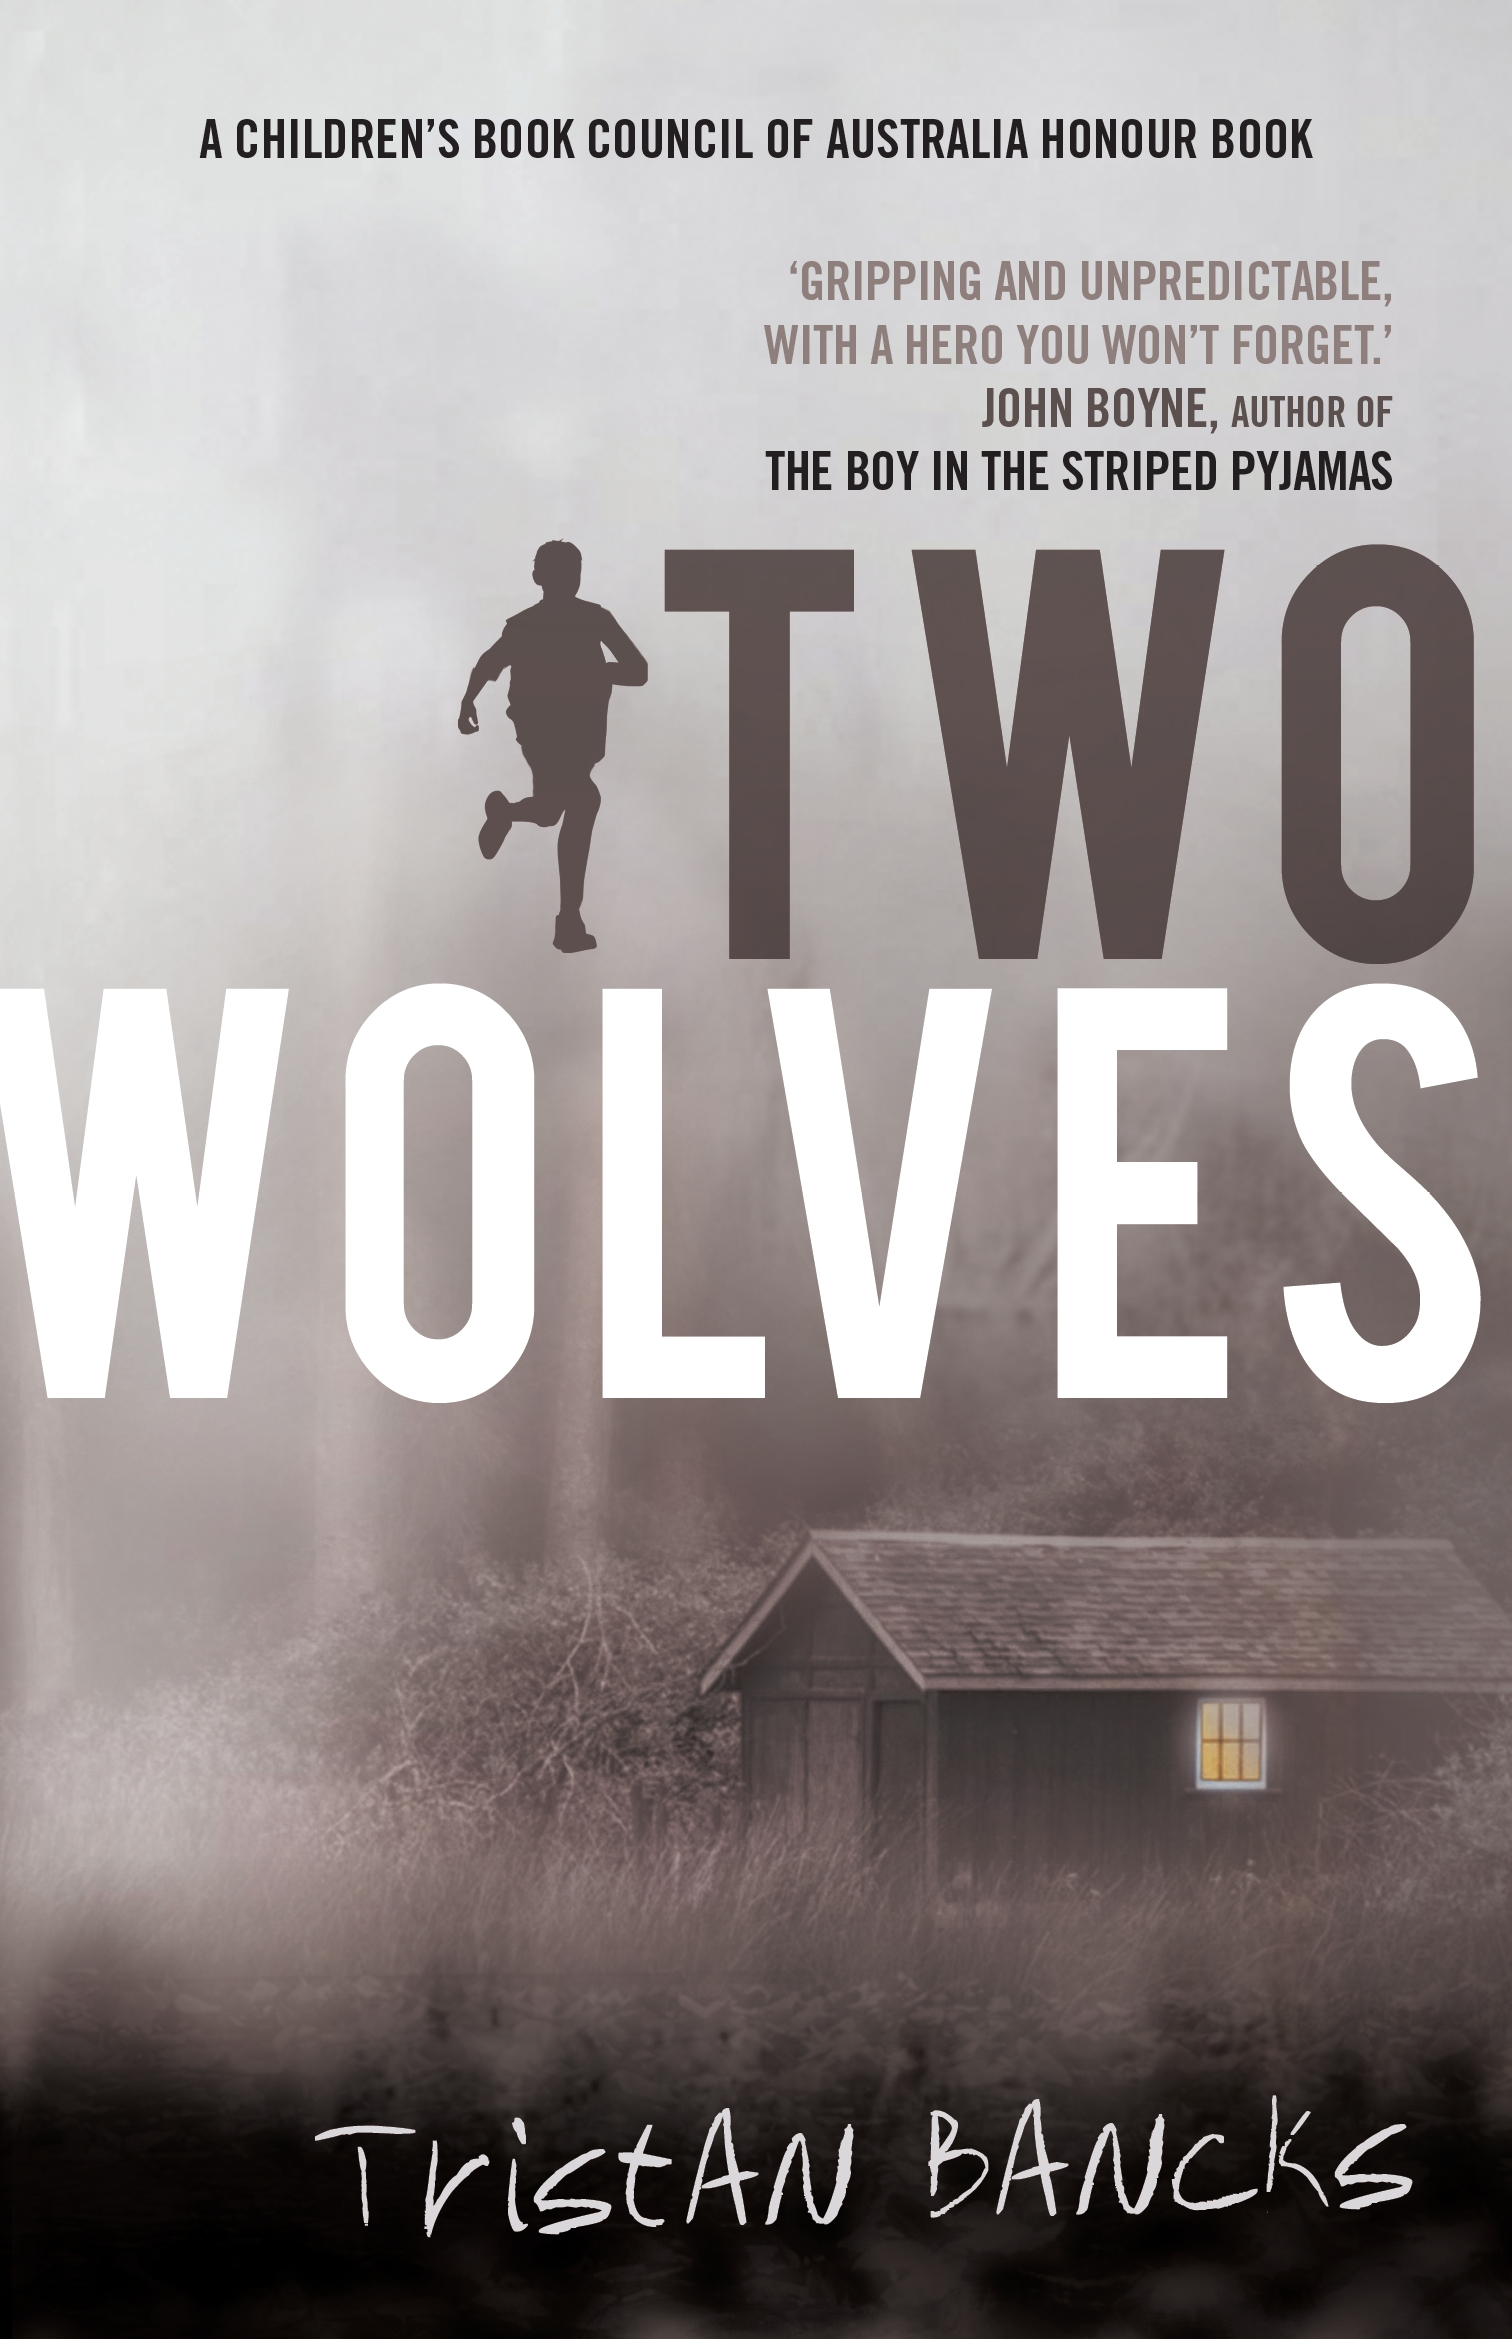 A CHILDREN’S BOOK COUNCIL OF AUSTRALIA HONOUR BOOK
‘GRIPPING AND UNPREDICTABLE,
WITH A HERO YOU WON’T FORGET.’
JOHN BOYNE, AUTHOR OF
THE BOY IN THE STRIPED PYJAMAS
TWO
WOLVES
TristAN BANCKs